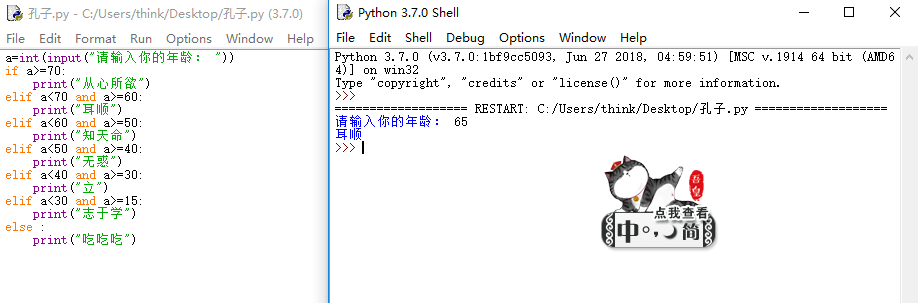 孔子.py - C:/Users/think/Desktop/孔子.py (3.7.0)
File Edit Format Run Options Window Help
a=int(input("请输入你的年龄: "))
if a>=70:
    print("从心所欲")
elif a<70 and a>=60:
    print("耳顺")
elif a<60 and a>=50:
    print("知天命")
elif a<50 and a>=40:
    print("无惑")
elif a<40 and a>=30:
    print("立")
elif a<30 and a>=15:
    print("志于学")
else :
    print("吃吃吃")
Python 3.7.0 Shell
File Edit Shell Debug Options Window Help
Python 3.7.0 (v3.7.0:1bf9cc5093, Jun 27 2018, 04:59:51) [MSC v.1914 64 bit (AMD6
4)] on win32
Type "copyright", "credits" or "license()" for more information.
>>>
================== RESTART: C:/Users/think/Desktop/孔子.py ==================
请输入你的年龄: 65
耳顺
>>>
吾皇
点我查看
中 °, 简